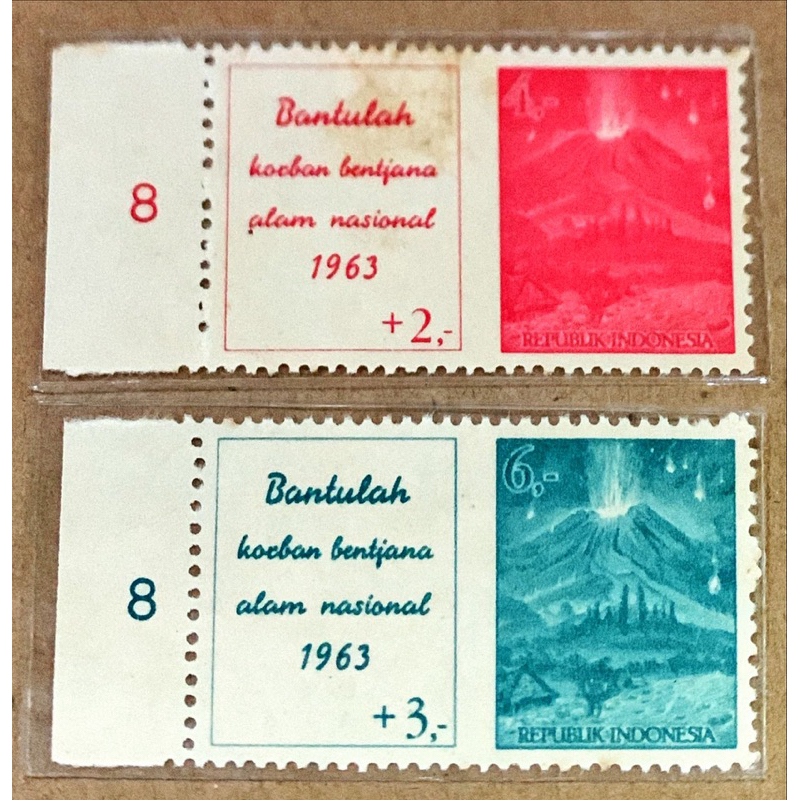 8
Bantulah
korban bentjana
alam nasional
1963
+2,-
4,-
REPUBLIK INDONESIA
8
Bantulah
korban bentjana
alam nasional
1963
+3,-
6,-
REPUBLIK INDONESIA